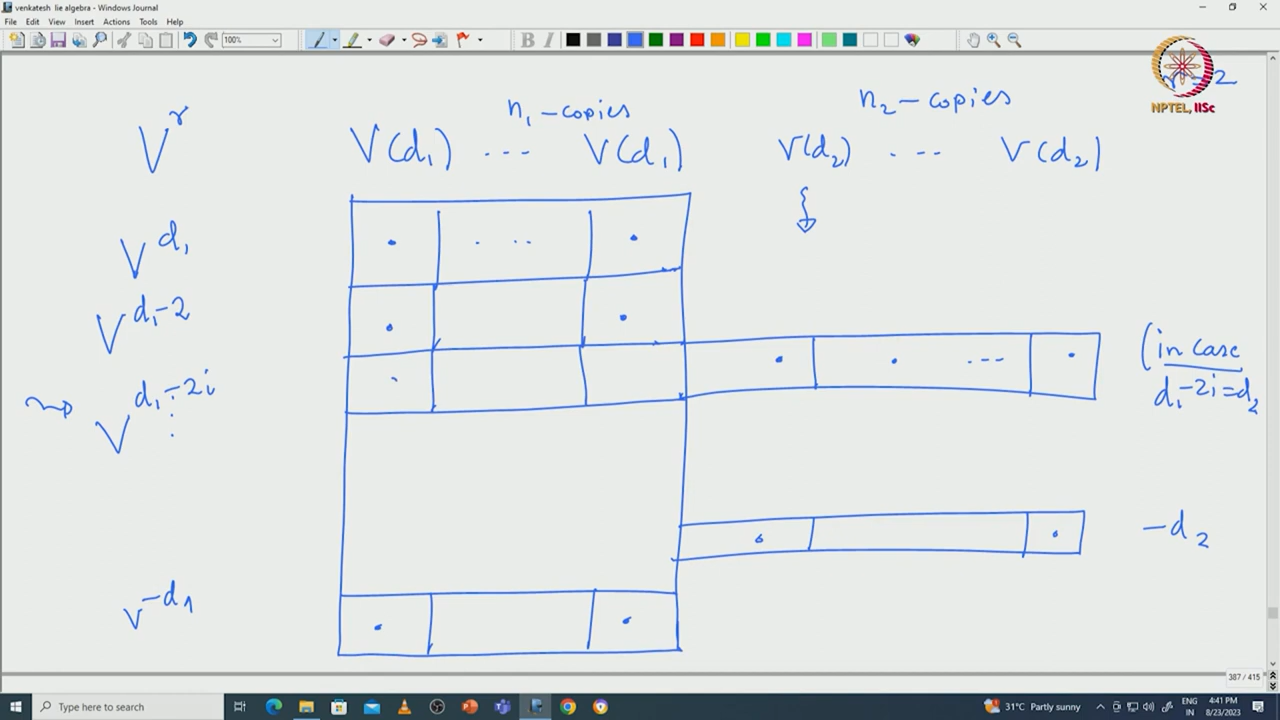 venkatesh lie algebra - Windows Journal
File Edit View Insert Actions Tools Help
100%
B I
r = 2
NPTEL, IISc
V^r n₁-copies n₂-copies
V(d₁) ... V(d₁) V(d₂) ... V(d₂)
V^d₁
V^d₁-2
(in case
d₁-2i=d₂
V^d₁-2i
-d₂
V^-d₁
387 / 415
Type here to search
31°C Partly sunny
ENG
IN
4:41 PM
8/23/2023